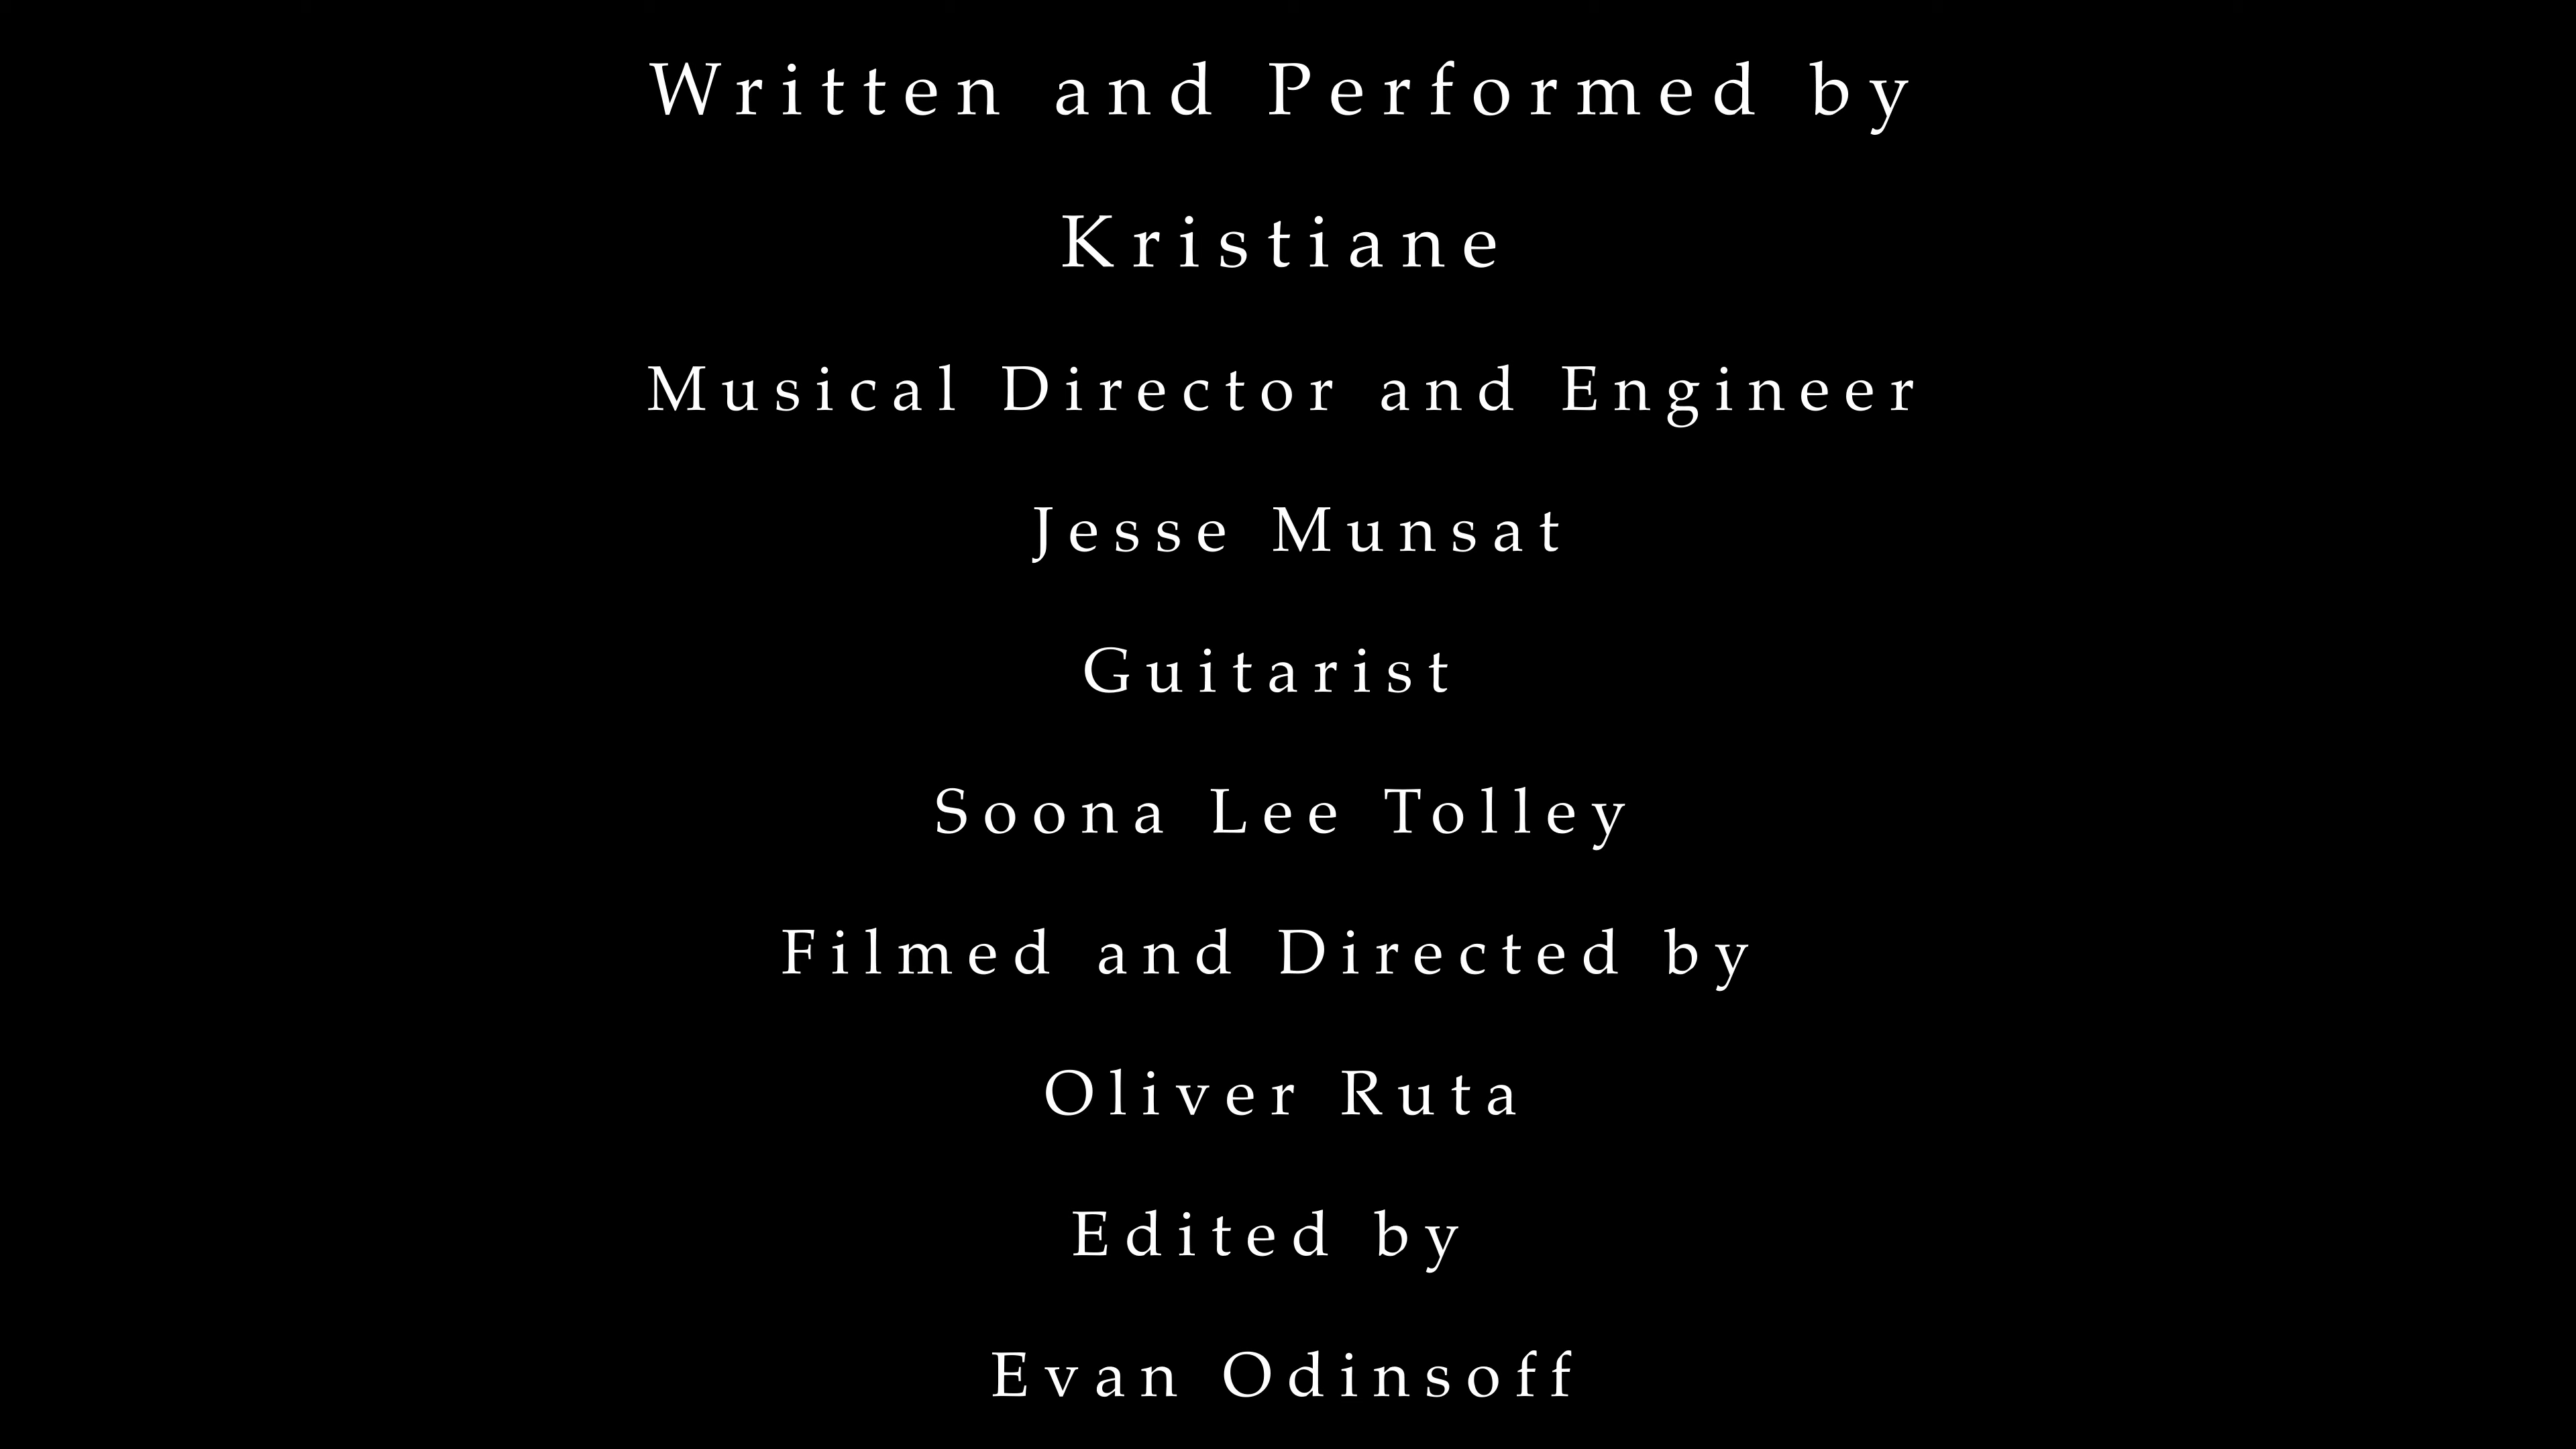 Written and Performed by
Kristiane
Musical Director and Engineer
Jesse Munsat
Guitarist
Soona Lee Tolley
Filmed and Directed by
Oliver Ruta
Edited by
Evan Odinsoff